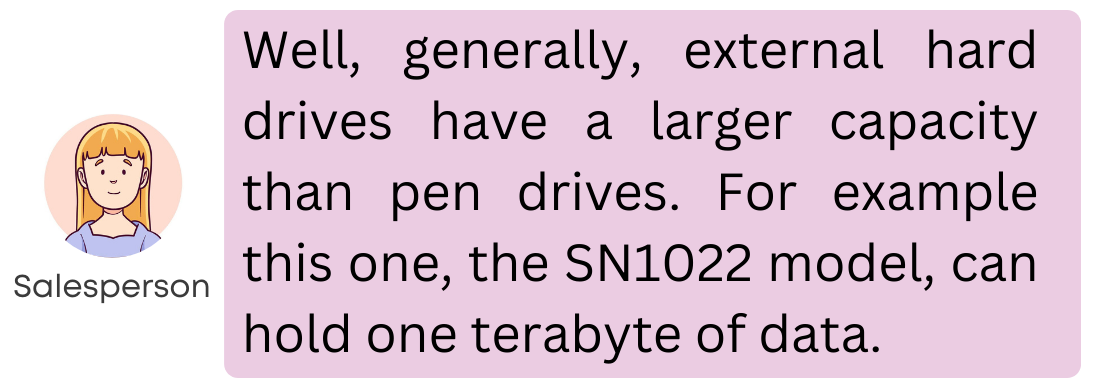 Well, generally, external hard
drives have a larger capacity
than pen drives. For example
this one, the SN1022 model, can
hold one terabyte of data.
Salesperson